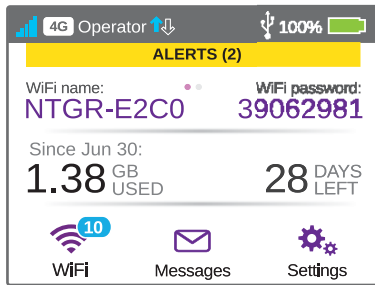 4G Operator 100%
ALERTS (2)
WiFi name: WiFi password:
NTGR-E2C0 39062981
Since Jun 30:
1.38 GB USED 28 DAYS LEFT
10
WiFi Messages Settings